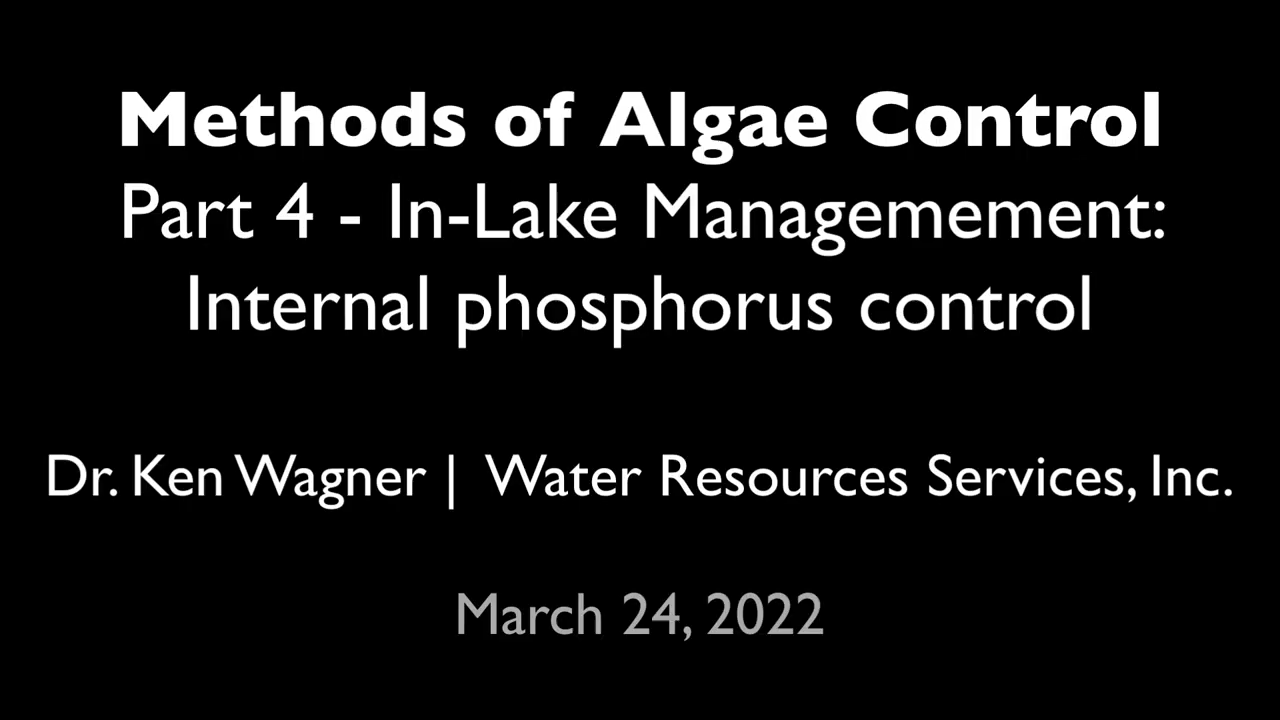 Methods of Algae Control
Part 4 - In-Lake Managemement:
Internal phosphorus control
Dr. Ken Wagner | Water Resources Services, Inc.
March 24, 2022